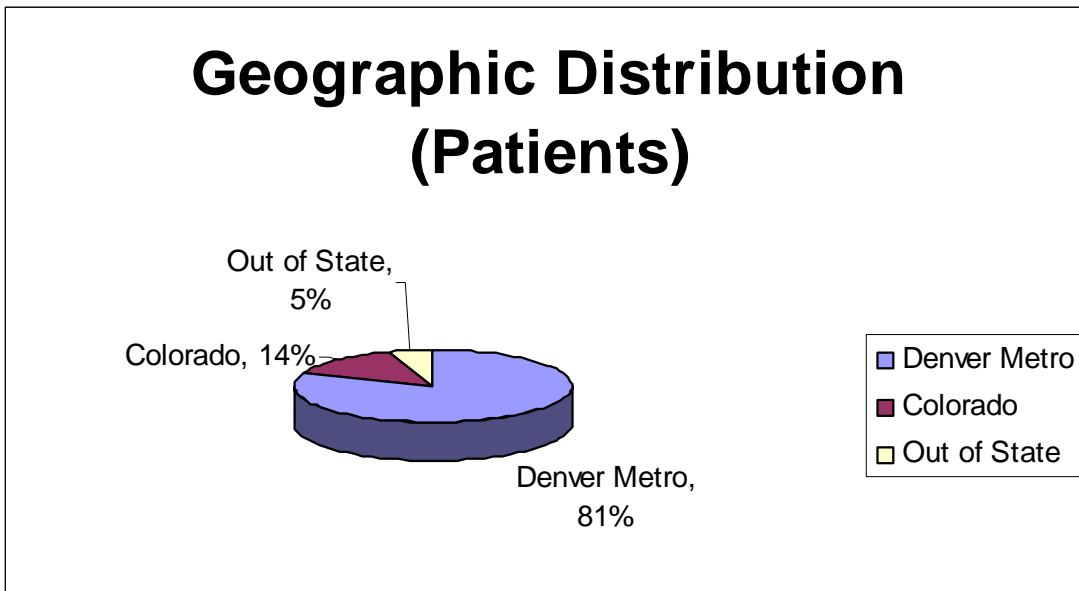 Geographic Distribution
(Patients)
Out of State,
5%
Colorado, 14%
Denver Metro,
81%
Denver Metro
Colorado
Out of State